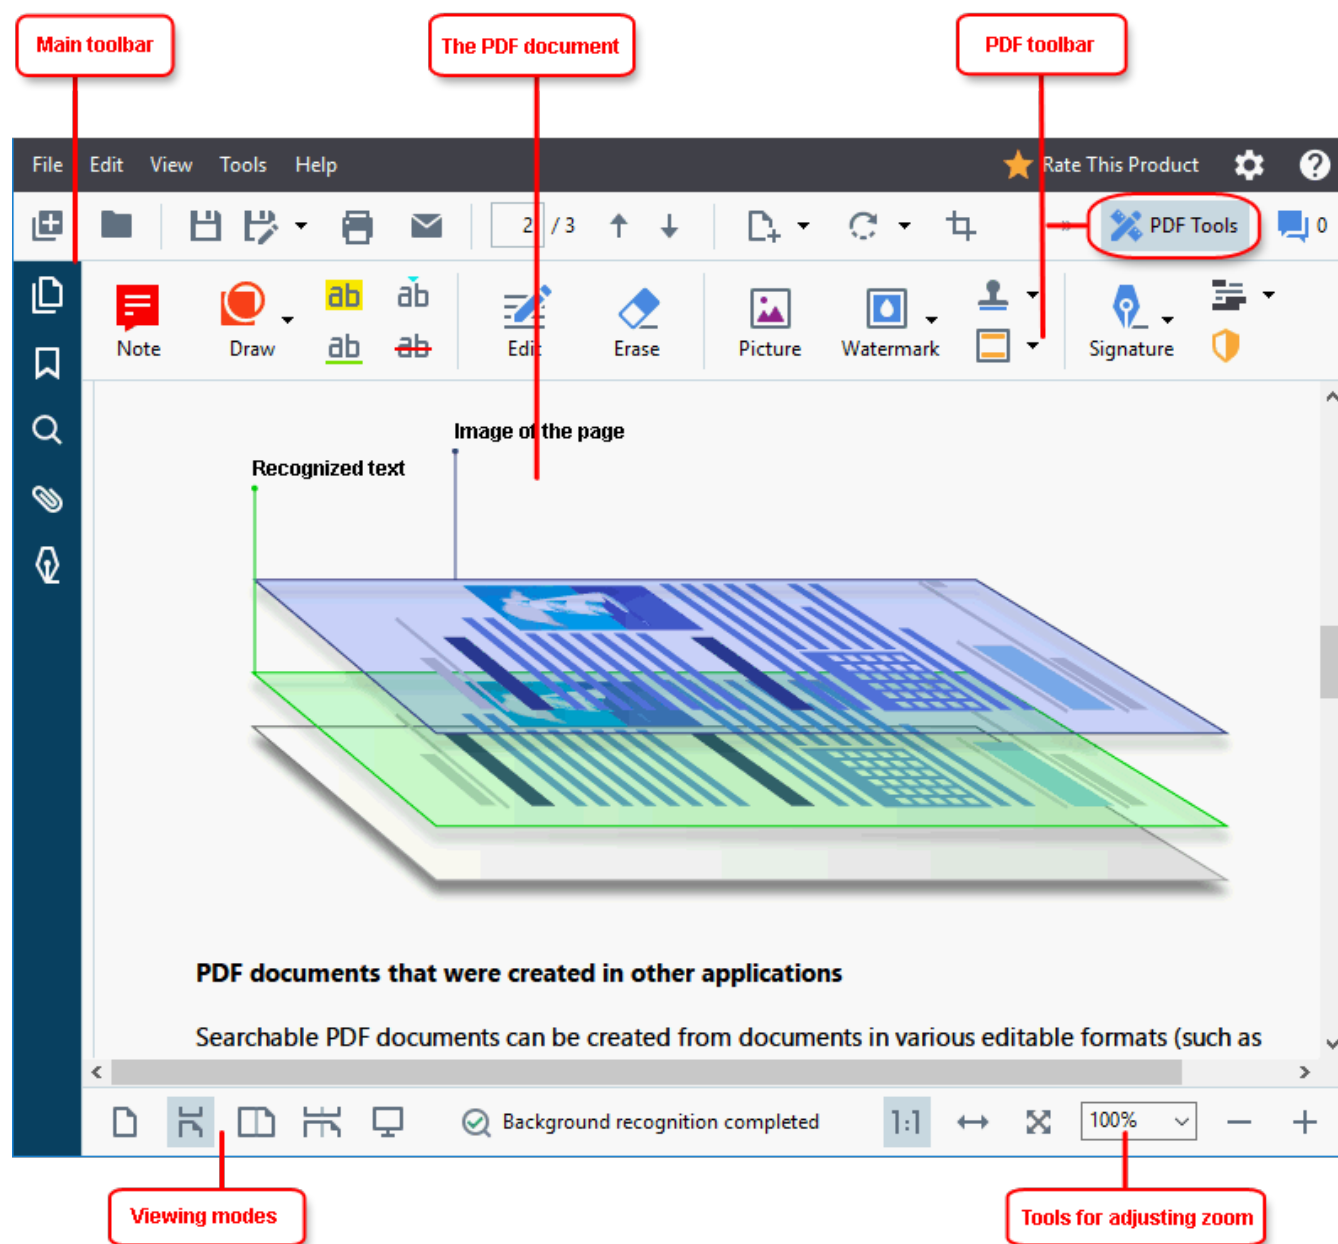 Main toolbar
The PDF document
PDF toolbar
File Edit View Tools Help Rate This Product
2 / 3 PDF Tools 0
ab ab
Note Draw ab ab Edit Erase Picture Watermark Signature
Image of the page
Recognized text
PDF documents that were created in other applications
Searchable PDF documents can be created from documents in various editable formats (such as
Background recognition completed 1:1 100%
Viewing modes
Tools for adjusting zoom